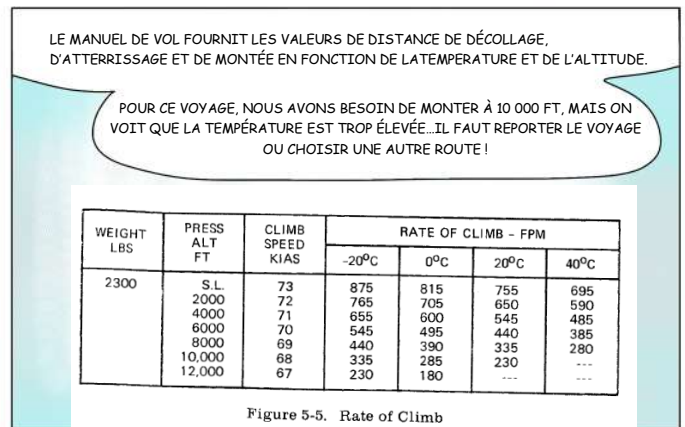 LE MANUEL DE VOL FOURNIT LES VALEURS DE DISTANCE DE DÉCOLLAGE,
D'ATTERRISSAGE ET DE MONTÉE EN FONCTION DE LATEMPERATURE ET DE L'ALTITUDE.
POUR CE VOYAGE, NOUS AVONS BESOIN DE MONTER À 10 000 FT, MAIS ON
VOIT QUE LA TEMPÉRATURE EST TROP ÉLEVÉE...IL FAUT REPORTER LE VOYAGE
OU CHOISIR UNE AUTRE ROUTE !
WEIGHT LBS PRESS ALT FT CLIMB SPEED KIAS RATE OF CLIMB - FPM
-20°C 0°C 20°C 40°C
2300 S.L. 73 875 815 755 695
2000 72 765 705 650 590
4000 71 655 600 545 485
6000 70 545 495 440 385
8000 69 440 390 335 280
10,000 68 335 285 230 ---
12,000 67 230 180 --- ---
Figure 5-5. Rate of Climb